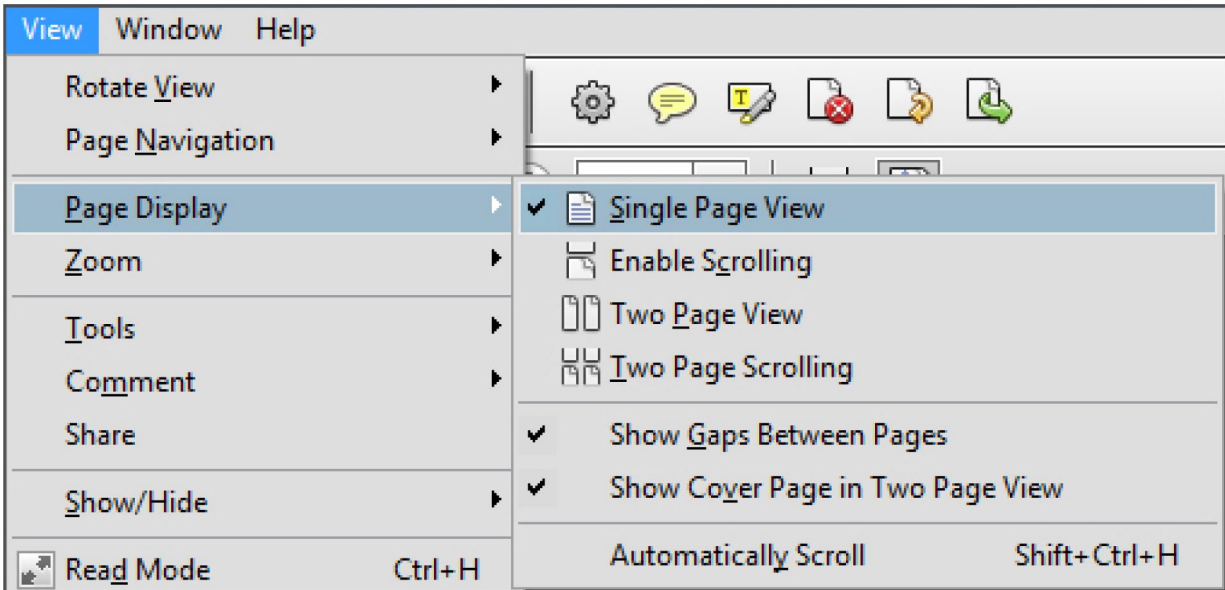 View Window Help
Rotate View
Page Navigation
Page Display
Zoom
Tools
Comment
Share
Show/Hide
Read Mode Ctrl+H
Single Page View
Enable Scrolling
Two Page View
Two Page Scrolling
Show Gaps Between Pages
Show Cover Page in Two Page View
Automatically Scroll Shift+Ctrl+H